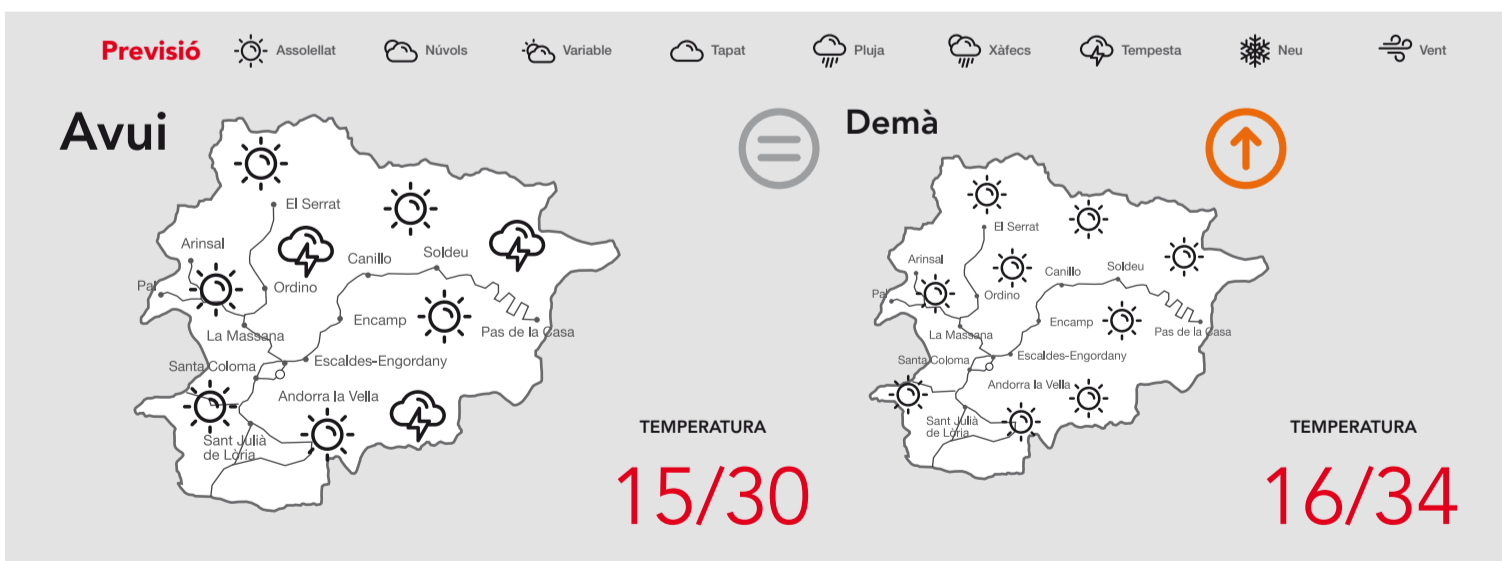 Previsió
Assolellat
Núvols
Variable
Tapat
Pluja
Xàfecs
Tempesta
Neu
Vent
Avui
El Serrat
Arinsal
Soldeu
Canillo
Pal
Ordino
Encamp
La Massana
Pas de la Casa
Escaldes-Engordany
Santa Coloma
Andorra la Vella
Sant Julià
de Lòria
TEMPERATURA
15/30
Demà
El Serrat
Arinsal
Soldeu
Canillo
Pal
Ordino
Encamp
La Massana
Pas de la Casa
Escaldes-Engordany
Santa Coloma
Andorra la Vella
Sant Julià
de Lòria
TEMPERATURA
16/34